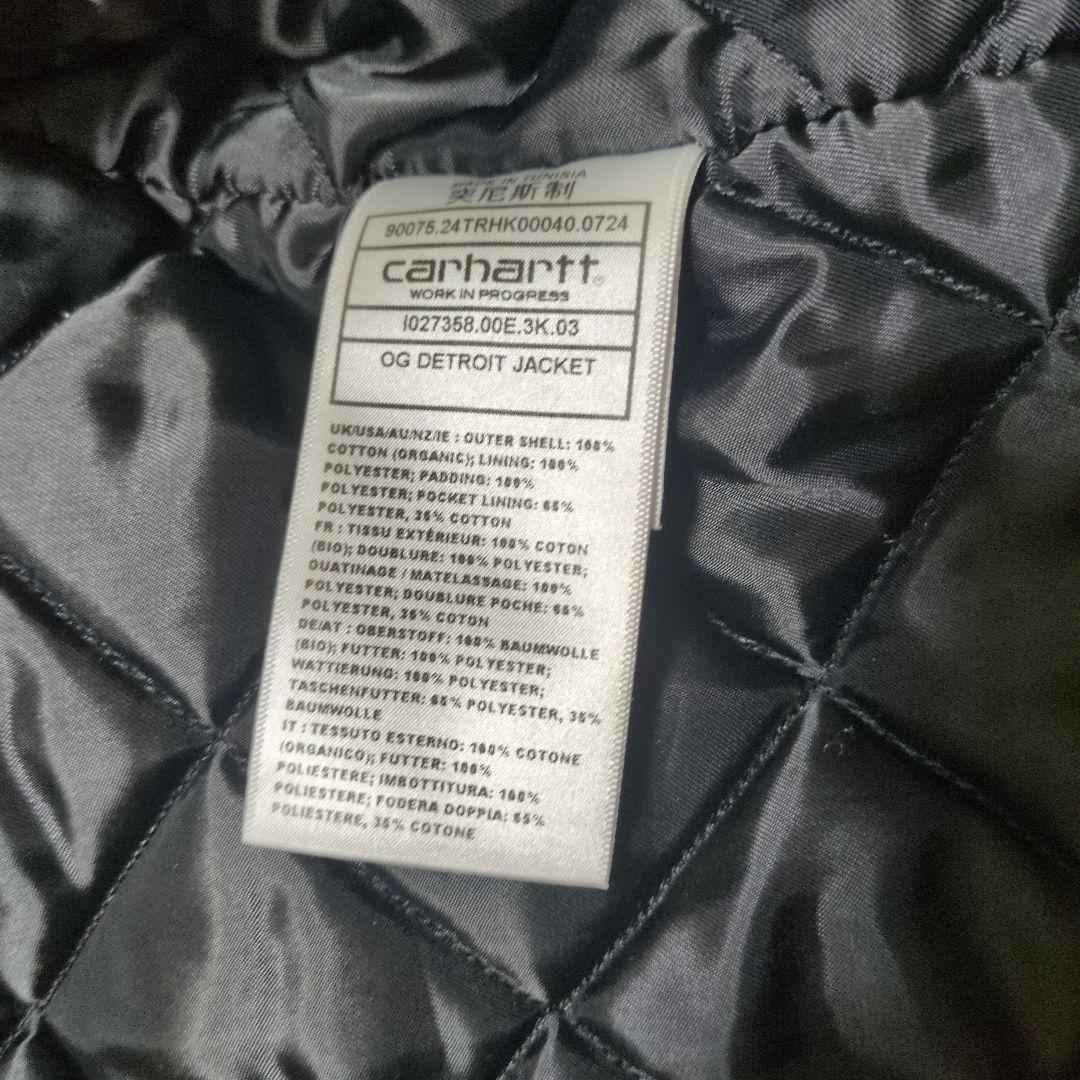 MADE IN TUNISIA
突尼斯制
90075.24TRHK00040.0724
carhartt®
WORK IN PROGRESS
I027358.00E.3K.03
OG DETROIT JACKET
UK/USA/AU/NZ/IE : OUTER SHELL: 100%
COTTON (ORGANIC); LINING: 100%
POLYESTER; PADDING: 100%
POLYESTER; POCKET LINING: 65%
POLYESTER, 35% COTTON
FR : TISSU EXTÉRIEUR: 100% COTON
(BIO); DOUBLURE: 100% POLYESTER;
OUATINAGE / MATELASSAGE: 100%
POLYESTER; DOUBLURE POCHE: 65%
POLYESTER, 35% COTON
DE/AT : OBERSTOFF: 100% BAUMWOLLE
(BIO); FUTTER: 100% POLYESTER;
WATTIERUNG: 100% POLYESTER;
TASCHENFUTTER: 65% POLYESTER, 35%
BAUMWOLLE
IT : TESSUTO ESTERNO: 100% COTONE
(ORGANICO); FUTTER: 100%
POLIESTERE; IMBOTTITURA: 100%
POLIESTERE; FODERA DOPPIA: 65%
POLIESTERE, 35% COTONE